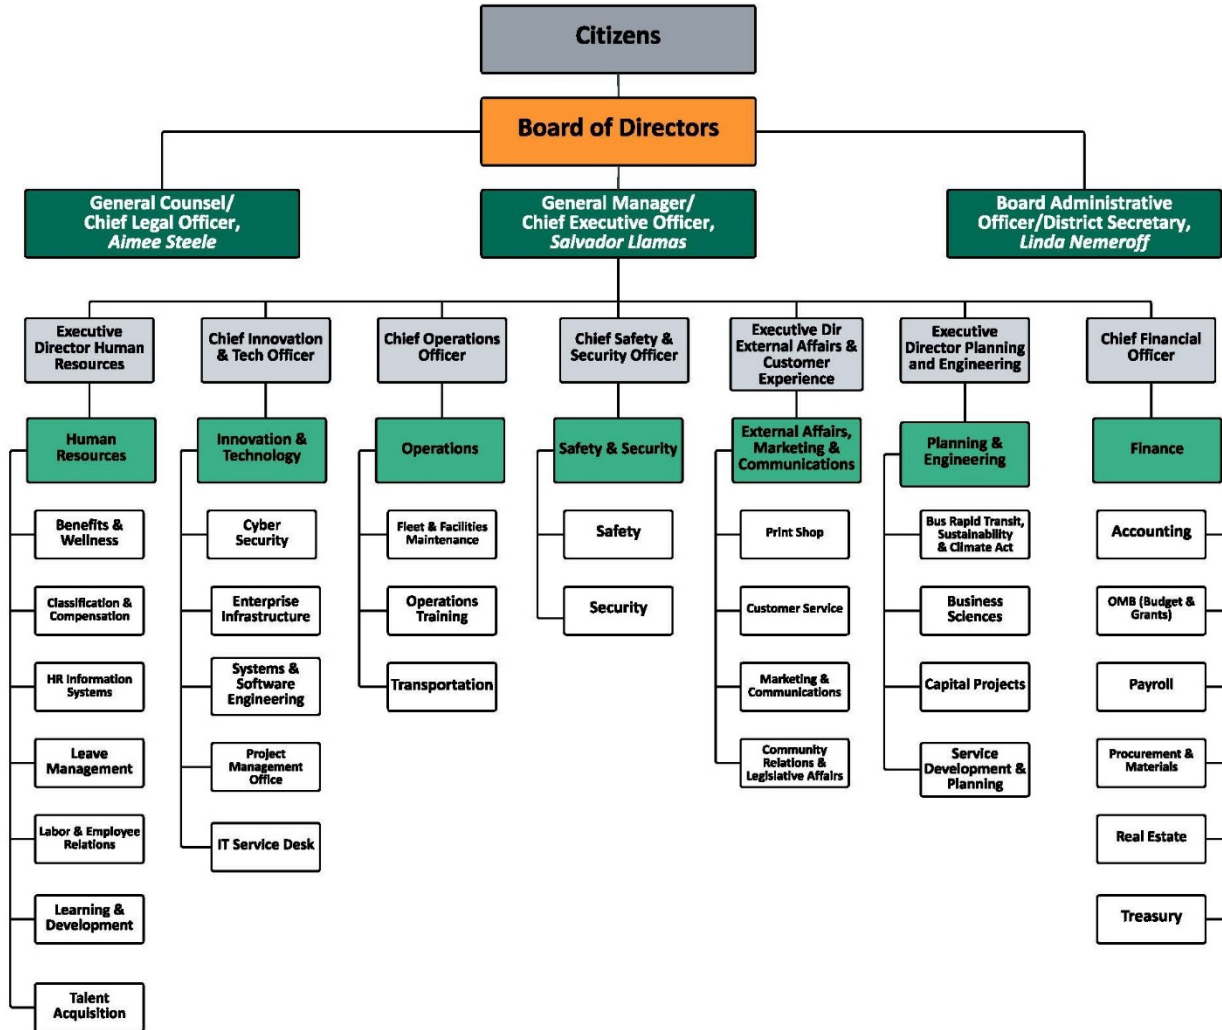 Citizens
Board of Directors
General Counsel/
Chief Legal Officer,
Aimee Steele
General Manager/
Chief Executive Officer,
Salvador Llamas
Board Administrative
Officer/District Secretary,
Linda Nemeroff
Executive
Director Human
Resources
Chief Innovation
& Tech Officer
Chief Operations
Officer
Chief Safety &
Security Officer
Executive Dir
External Affairs &
Customer
Experience
Executive
Director Planning
and Engineering
Chief Financial
Officer
Human
Resources
Innovation &
Technology
Operations
Safety & Security
External Affairs,
Marketing &
Communications
Planning &
Engineering
Finance
Benefits &
Wellness
Classification &
Compensation
HR Information
Systems
Leave
Management
Labor & Employee
Relations
Learning &
Development
Talent
Acquisition
Cyber
Security
Enterprise
Infrastructure
Systems &
Software
Engineering
Project
Management
Office
IT Service Desk
Fleet & Facilities
Maintenance
Operations
Training
Transportation
Safety
Security
Print Shop
Customer Service
Marketing &
Communications
Community
Relations &
Legislative Affairs
Bus Rapid Transit,
Sustainability
& Climate Act
Business
Sciences
Capital Projects
Service
Development &
Planning
Accounting
OMB (Budget &
Grants)
Payroll
Procurement &
Materials
Real Estate
Treasury